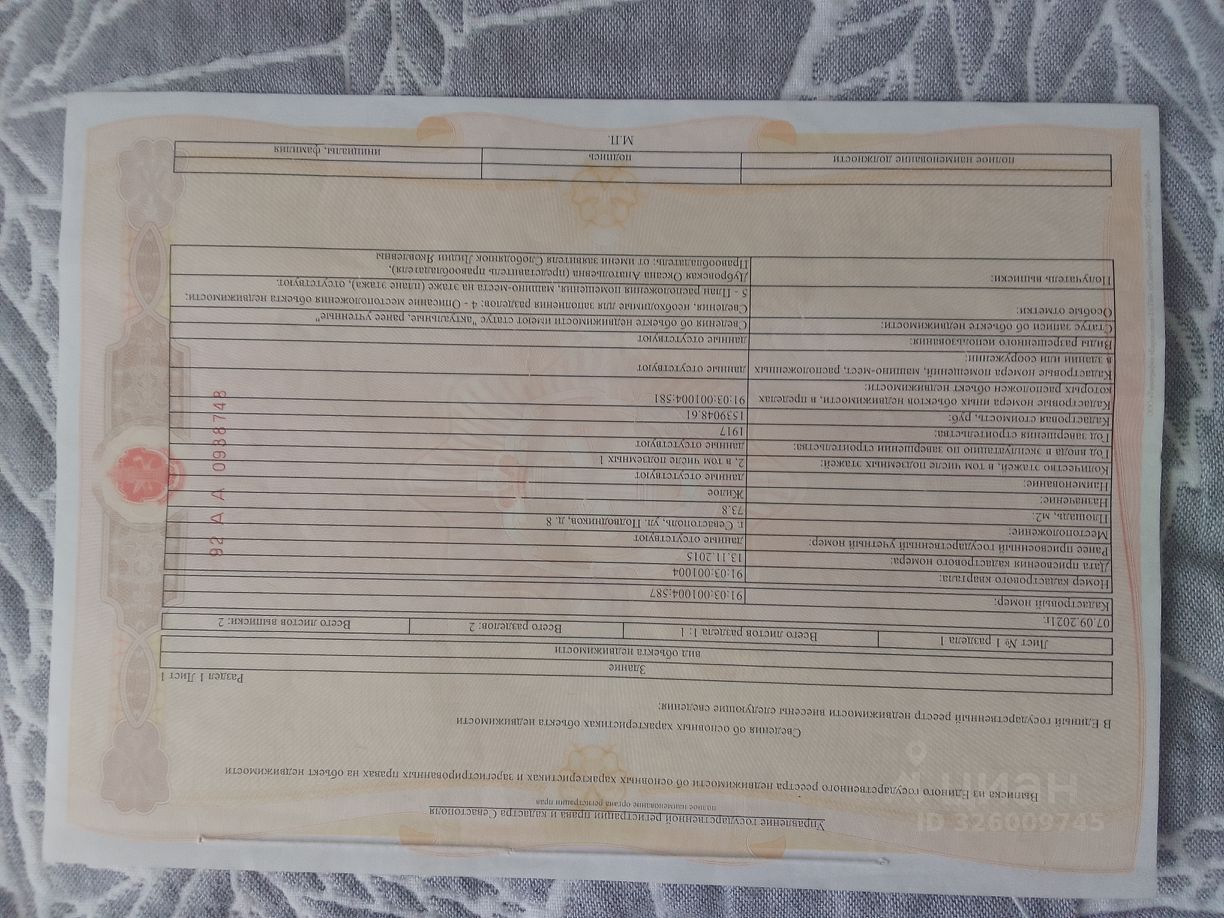 Управление государственной регистрации права и кадастра Севастополя
полное наименование органа регистрации прав
Выписка из Единого государственного реестра недвижимости об основных характеристиках и зарегистрированных правах на объект недвижимости
Сведения об основных характеристиках объекта недвижимости
В Единый государственный реестр недвижимости внесены следующие сведения:
Раздел 1 Лист 1
Здание
вид объекта недвижимости
Лист № 1 раздела 1 Всего листов раздела 1: 1 Всего разделов: 2 Всего листов выписки: 2
07.09.2021г.
Кадастровый номер: 91:03:001004:587
Номер кадастрового квартала: 91:03:001004
Дата присвоения кадастрового номера: 13.11.2015
Ранее присвоенный государственный учетный номер: данные отсутствуют
Местоположение: г. Севастополь, ул. Подводников, д. 8
Площадь, м2: 73.8
Назначение: Жилое
Наименование: данные отсутствуют
Количество этажей, в том числе подземных этажей: 2, в том числе подземных 1
Год ввода в эксплуатацию по завершении строительства: данные отсутствуют
Год завершения строительства: 1917
Кадастровая стоимость, руб: 1539048.61
Кадастровые номера иных объектов недвижимости, в пределах 91:03:001004:581
которых расположен объект недвижимости:
Кадастровые номера помещений, машино-мест, расположенных данные отсутствуют
в здании или сооружении:
Виды разрешенного использования: данные отсутствуют
Статус записи об объекте недвижимости: Сведения об объекте недвижимости имеют статус "актуальные, ранее учтенные"
Особые отметки: Сведения, необходимые для заполнения разделов: 4 - Описание местоположения объекта недвижимости;
5 - План расположения помещения, машино-места на этаже (плане этажа), отсутствуют.
Получатель выписки: Дубровская Оксана Анатольевна (представитель правообладателя),
Правообладатель: от имени заявителя Слободянюк Лидии Яковлевны
полное наименование должности подпись инициалы, фамилия
М.П.
92 А А 0988748
ЦИАН
ID 326009745